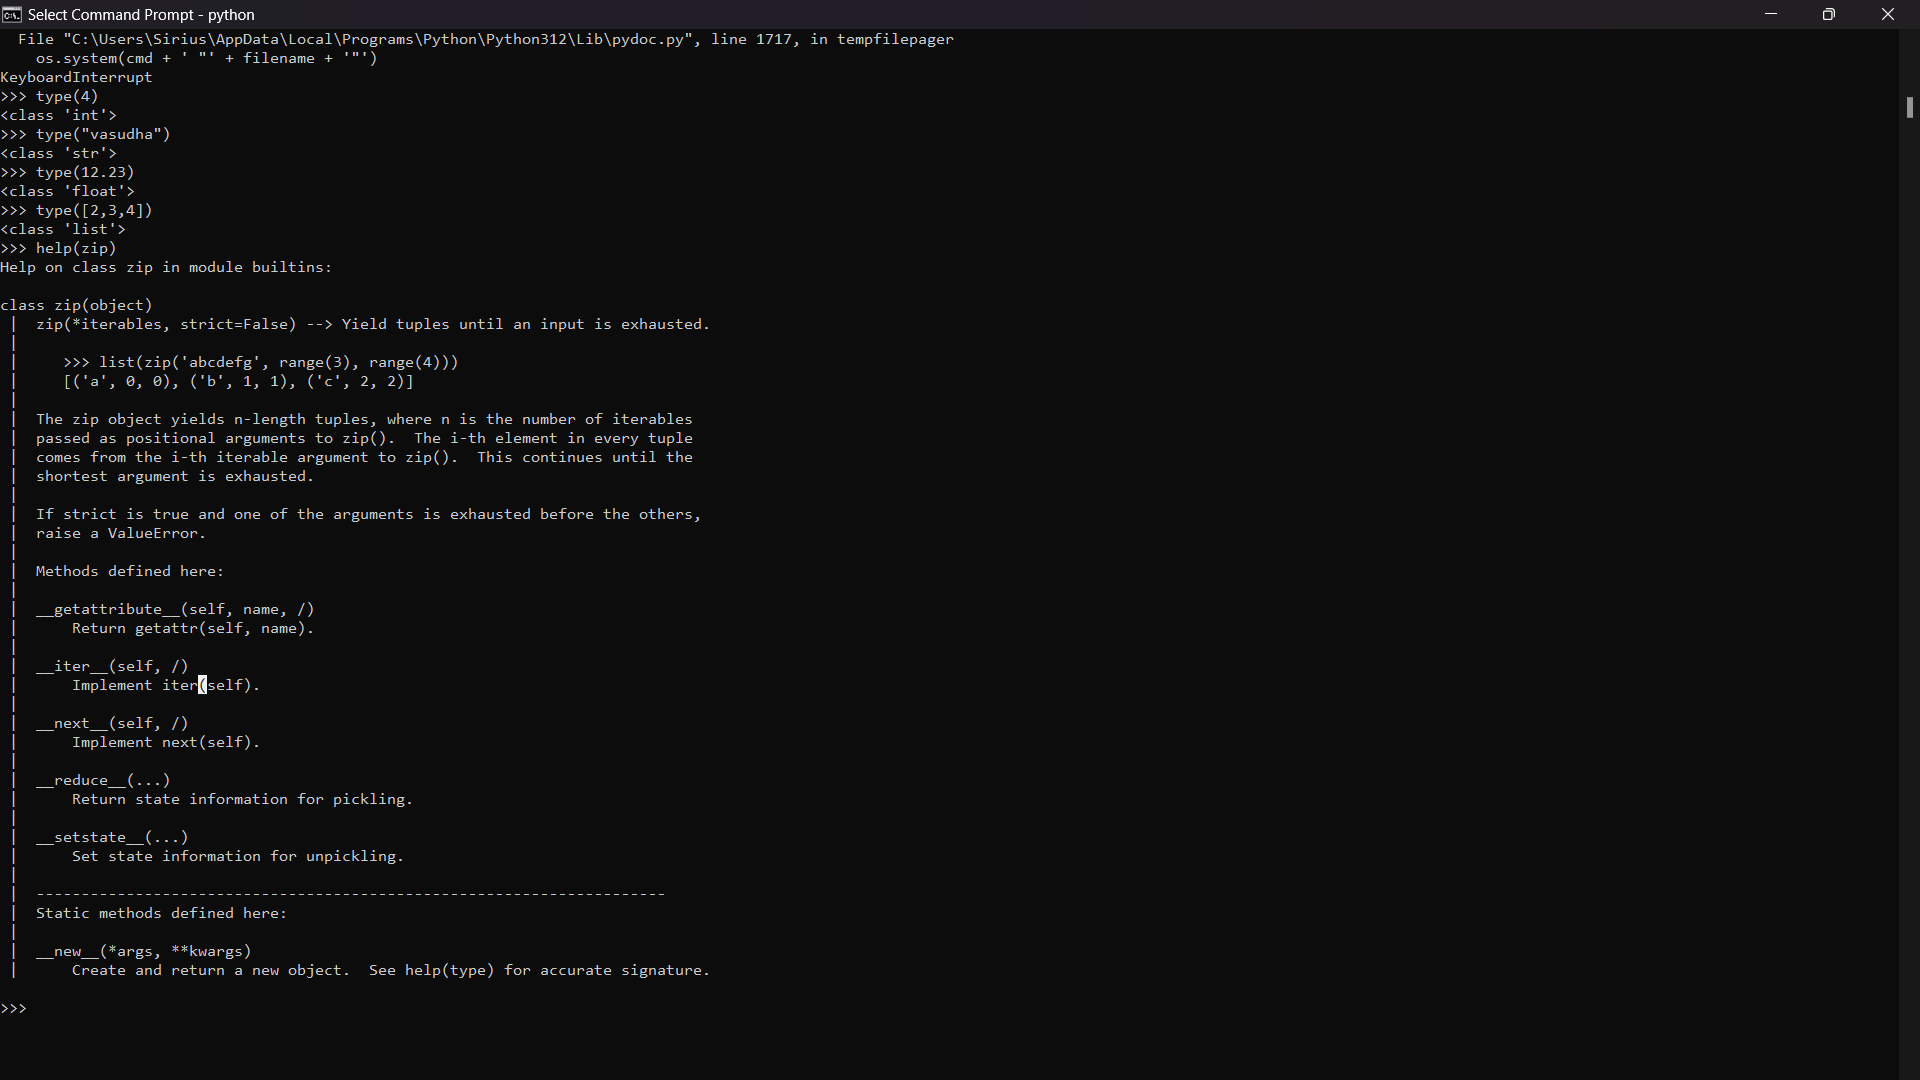 Select Command Prompt - python
  File "C:\Users\Sirius\AppData\Local\Programs\Python\Python312\Lib\pydoc.py", line 1717, in tempfilepager
    os.system(cmd + ' "' + filename + '"')
KeyboardInterrupt
>>> type(4)
<class 'int'>
>>> type("vasudha")
<class 'str'>
>>> type(12.23)
<class 'float'>
>>> type([2,3,4])
<class 'list'>
>>> help(zip)
Help on class zip in module builtins:

class zip(object)
 |  zip(*iterables, strict=False) --> Yield tuples until an input is exhausted.
 |
 |     >>> list(zip('abcdefg', range(3), range(4)))
 |     [('a', 0, 0), ('b', 1, 1), ('c', 2, 2)]
 |
 |  The zip object yields n-length tuples, where n is the number of iterables
 |  passed as positional arguments to zip().  The i-th element in every tuple
 |  comes from the i-th iterable argument to zip().  This continues until the
 |  shortest argument is exhausted.
 |
 |  If strict is true and one of the arguments is exhausted before the others,
 |  raise a ValueError.
 |
 |  Methods defined here:
 |
 |  __getattribute__(self, name, /)
 |      Return getattr(self, name).
 |
 |  __iter__(self, /)
 |      Implement iter(self).
 |
 |  __next__(self, /)
 |      Implement next(self).
 |
 |  __reduce__(...)
 |      Return state information for pickling.
 |
 |  __setstate__(...)
 |      Set state information for unpickling.
 |
 |  ----------------------------------------------------------------------
 |  Static methods defined here:
 |
 |  __new__(*args, **kwargs)
 |      Create and return a new object.  See help(type) for accurate signature.

>>>